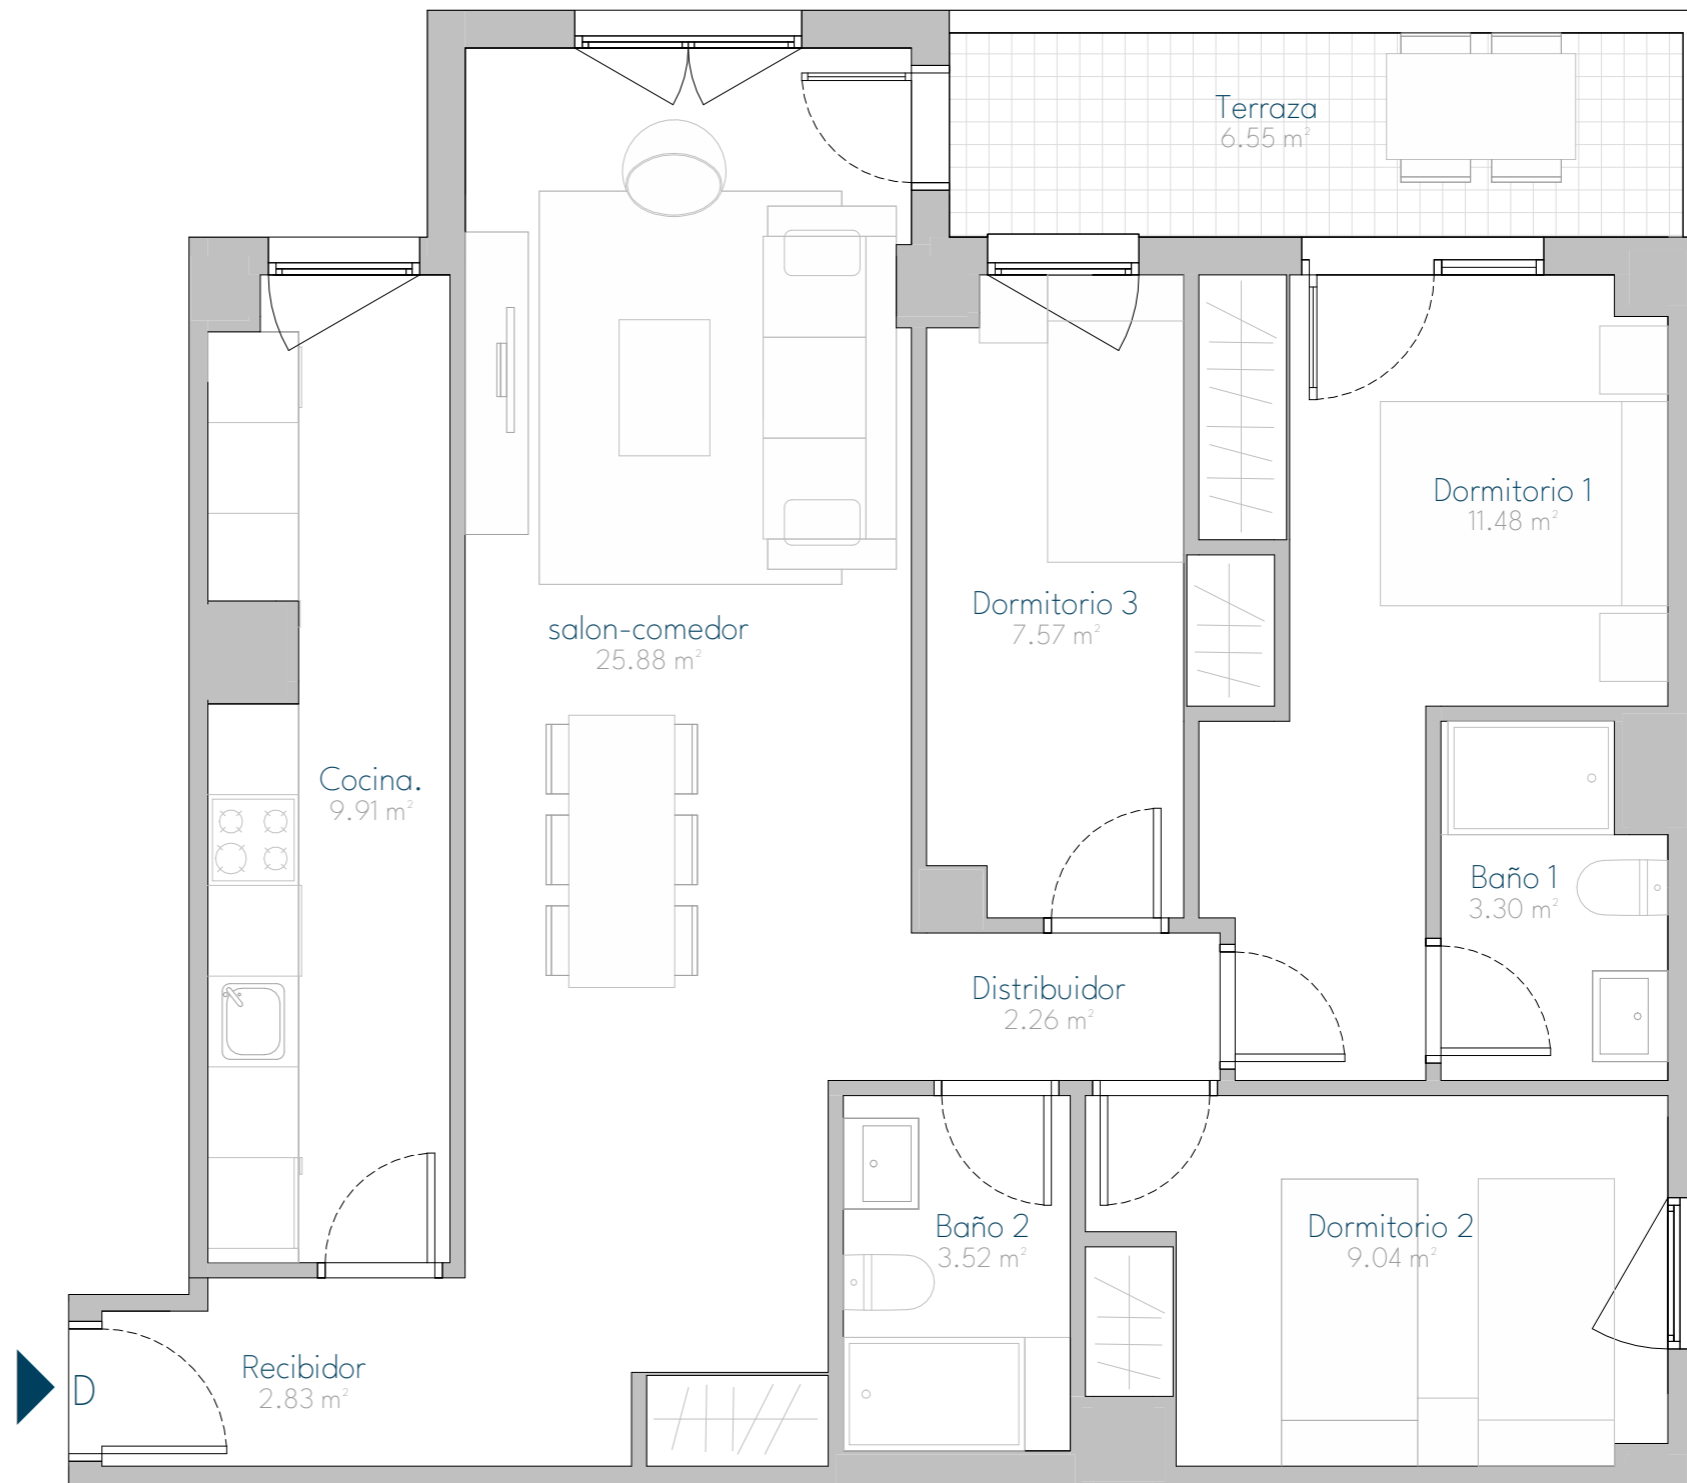 Terraza
6.55 m²
Dormitorio 1
11.48 m²
Dormitorio 3
7.57 m²
salon-comedor
25.88 m²
Cocina.
9.91 m²
Baño 1
3.30 m²
Distribuidor
2.26 m²
Baño 2
3.52 m²
Dormitorio 2
9.04 m²
Recibidor
2.83 m²
D